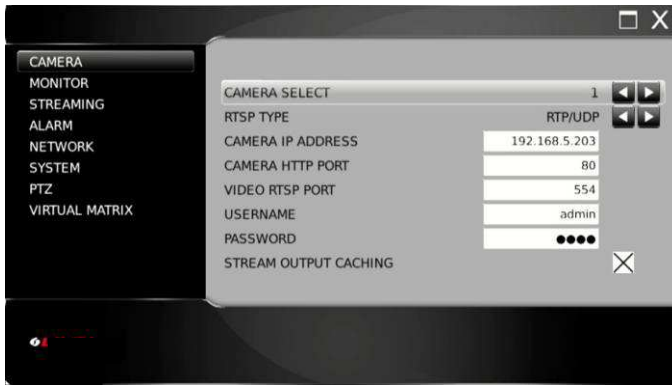 CAMERA
MONITOR
STREAMING
ALARM
NETWORK
SYSTEM
PTZ
VIRTUAL MATRIX
CAMERA SELECT 1
RTSP TYPE RTP/UDP
CAMERA IP ADDRESS 192.168.5.203
CAMERA HTTP PORT 80
VIDEO RTSP PORT 554
USERNAME admin
PASSWORD ●●●●
STREAM OUTPUT CACHING